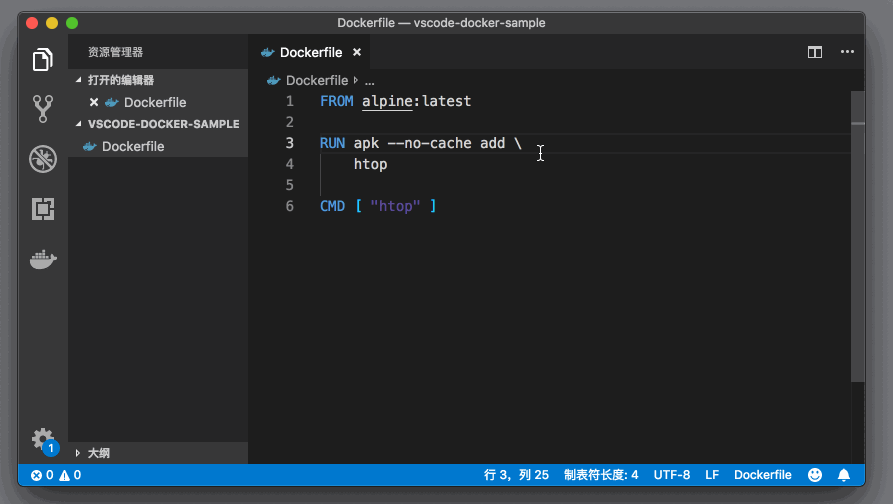 Dockerfile — vscode-docker-sample
资源管理器
打开的编辑器
Dockerfile
VSCODE-DOCKER-SAMPLE
Dockerfile
大纲
Dockerfile
Dockerfile ...
1 FROM alpine:latest
2
3 RUN apk --no-cache add \
4 htop
5
6 CMD [ "htop" ]
1
0 0
行 3，列 25 制表符长度: 4 UTF-8 LF Dockerfile